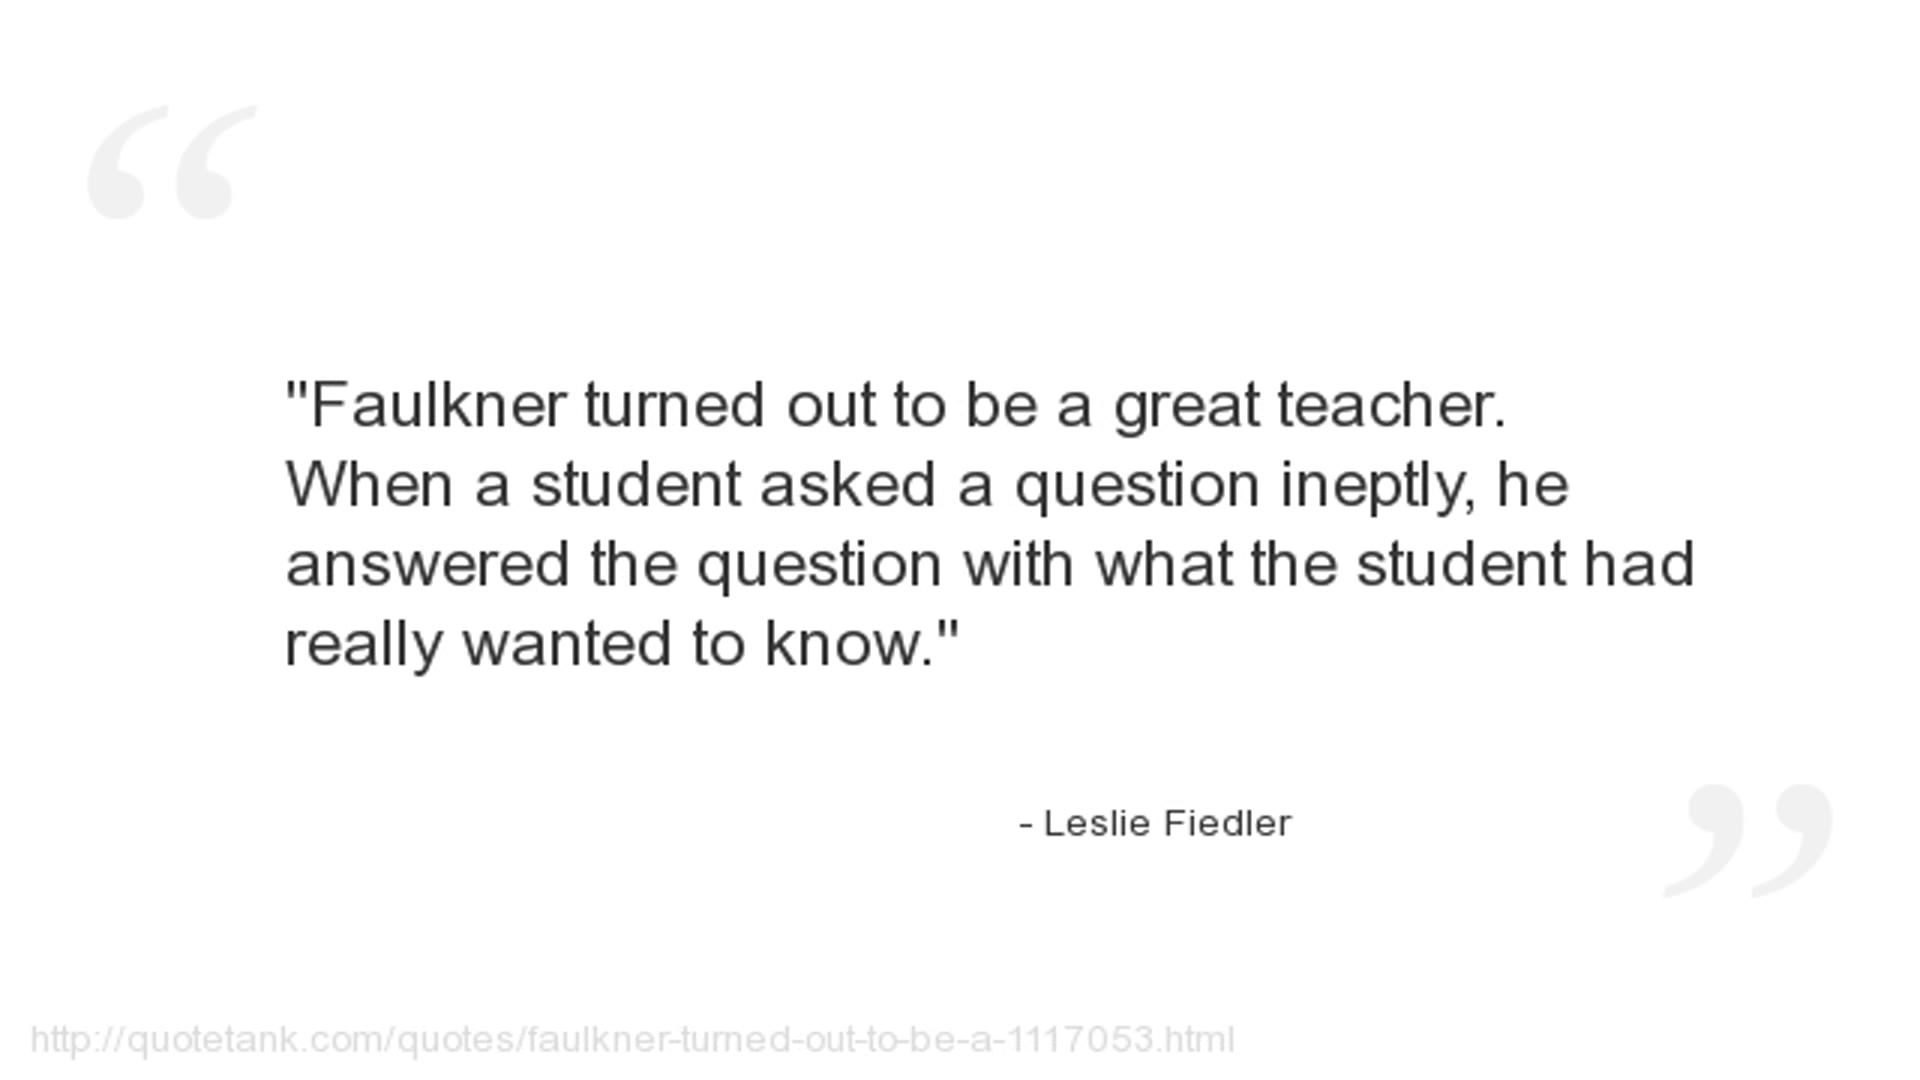 "Faulkner turned out to be a great teacher.
When a student asked a question ineptly, he
answered the question with what the student had
really wanted to know."
- Leslie Fiedler
http://quotetank.com/quotes/faulkner-turned-out-to-be-a-1117053.html